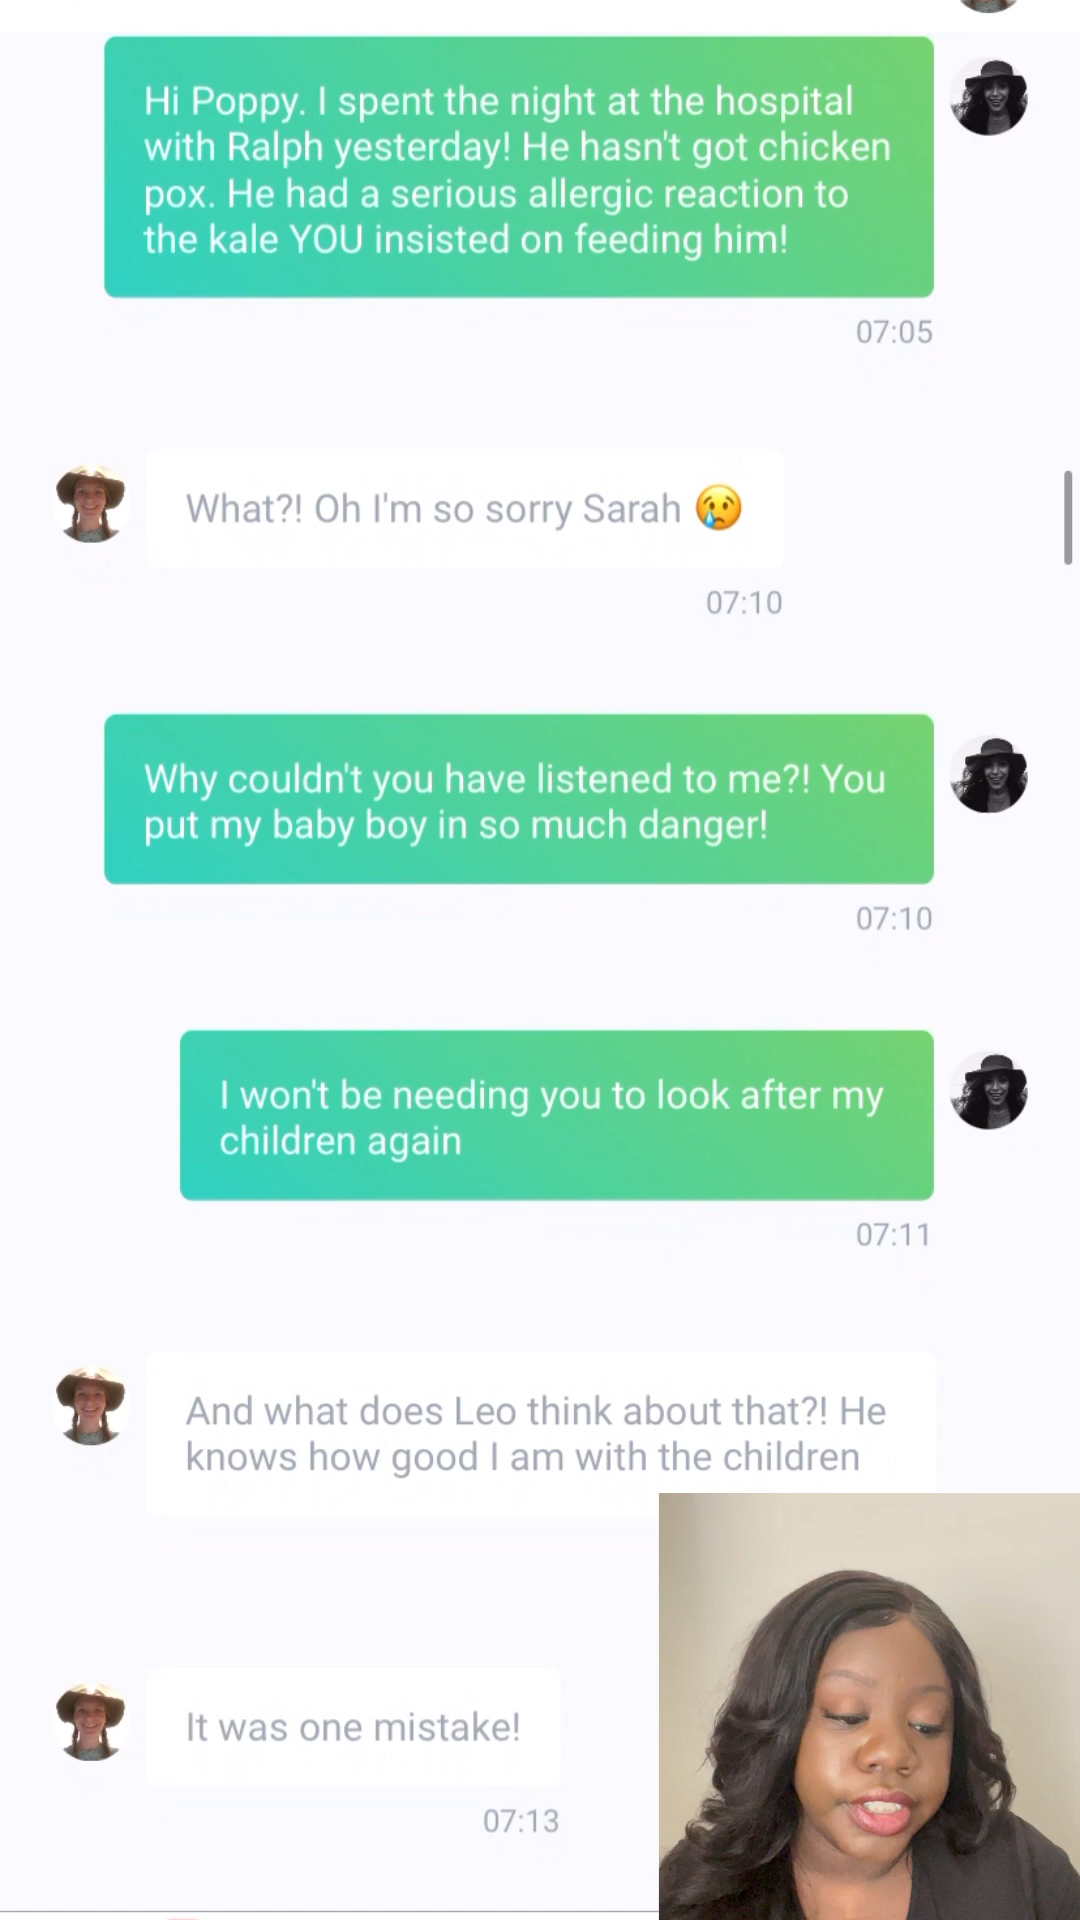 Hi Poppy. I spent the night at the hospital
with Ralph yesterday! He hasn't got chicken
pox. He had a serious allergic reaction to
the kale YOU insisted on feeding him!
07:05
What?! Oh I'm so sorry Sarah 😢
07:10
Why couldn't you have listened to me?! You
put my baby boy in so much danger!
07:10
I won't be needing you to look after my
children again
07:11
And what does Leo think about that?! He
knows how good I am with the children
It was one mistake!
07:13